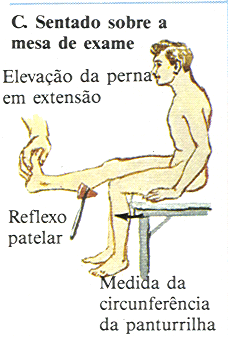 C. Sentado sobre a
mesa de exame
Elevação da perna
em extensão
Reflexo
patelar
Medida da
circunferência
da panturrilha